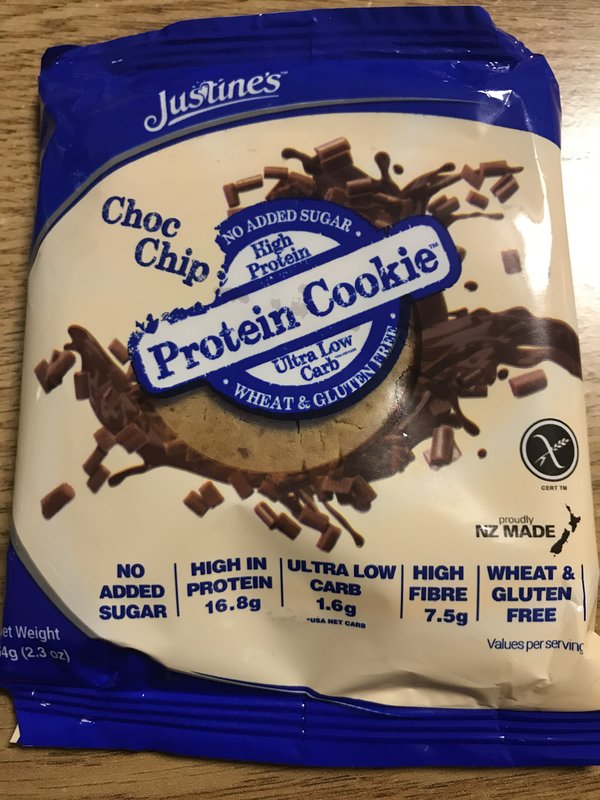 Justine's™
Choc
Chip
NO ADDED SUGAR
High
Protein
Protein Cookie™
Ultra Low
Carb
• WHEAT & GLUTEN FREE •
CERT TM
proudly
NZ MADE
NO
ADDED
SUGAR
HIGH IN
PROTEIN
16.8g
ULTRA LOW
CARB
1.6g
*USA NET CARB
HIGH
FIBRE
7.5g
WHEAT &
GLUTEN
FREE
Values per serving
et Weight
4g (2.3 oz)